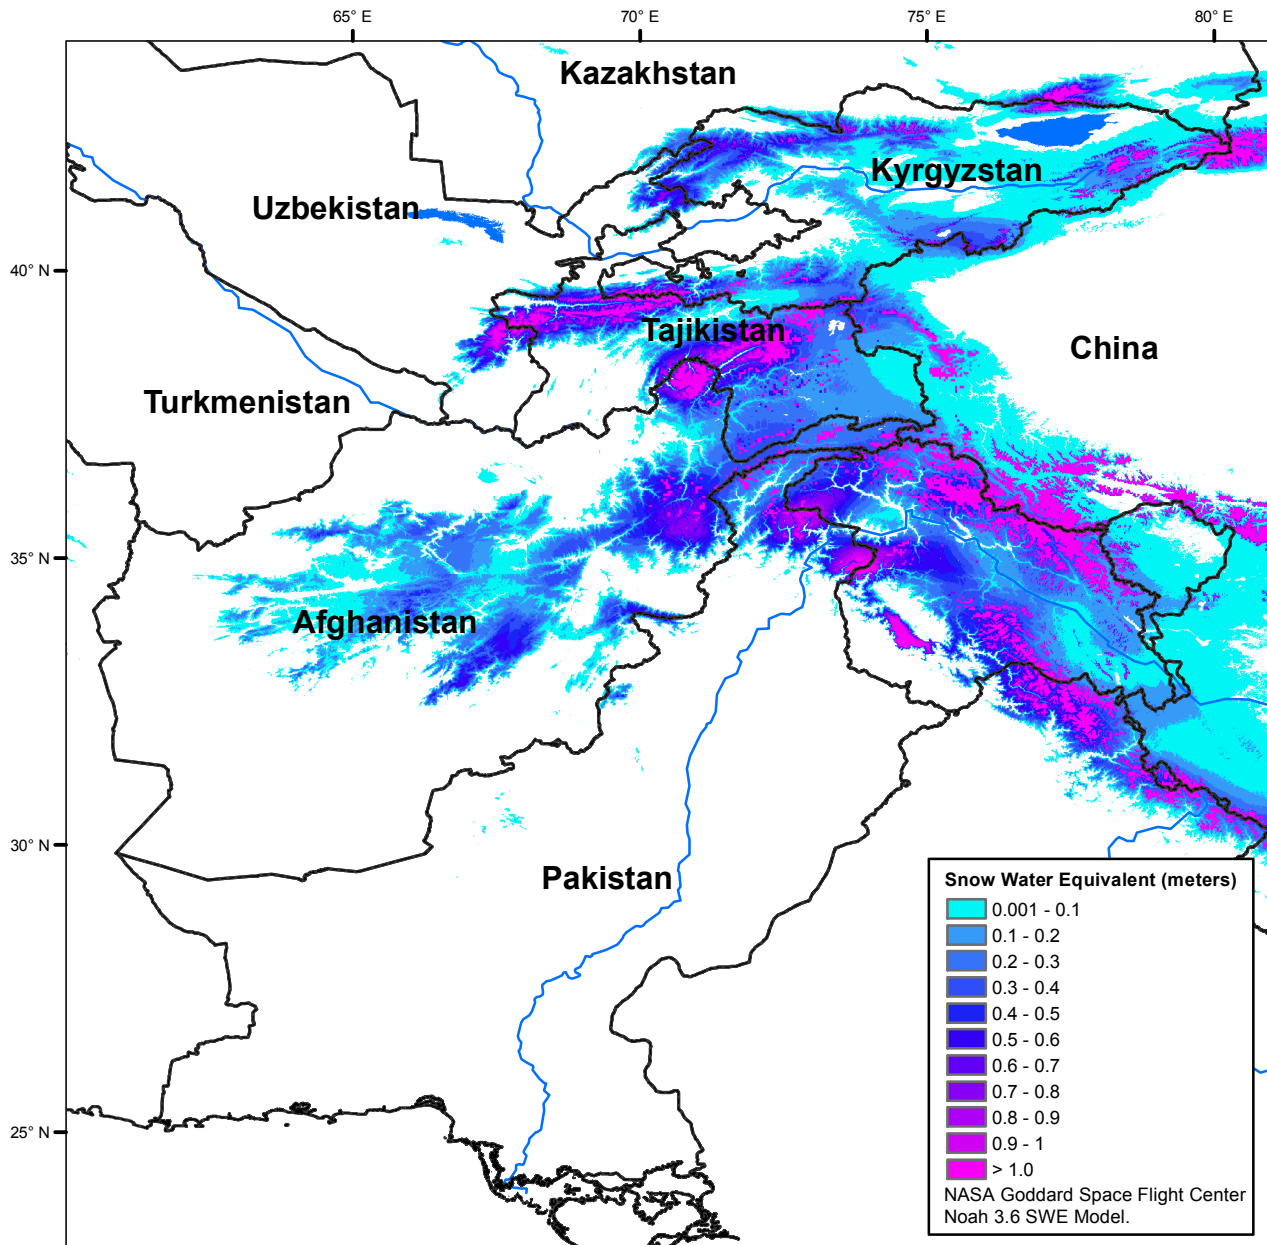 65° E
70° E
75° E
80° E
Kazakhstan
Kyrgyzstan
Uzbekistan
40° N
Tajikistan
China
Turkmenistan
35° N
Afghanistan
30° N
Pakistan
25° N
Snow Water Equivalent (meters)
0.001 - 0.1
0.1 - 0.2
0.2 - 0.3
0.3 - 0.4
0.4 - 0.5
0.5 - 0.6
0.6 - 0.7
0.7 - 0.8
0.8 - 0.9
0.9 - 1
> 1.0
NASA Goddard Space Flight Center
Noah 3.6 SWE Model.